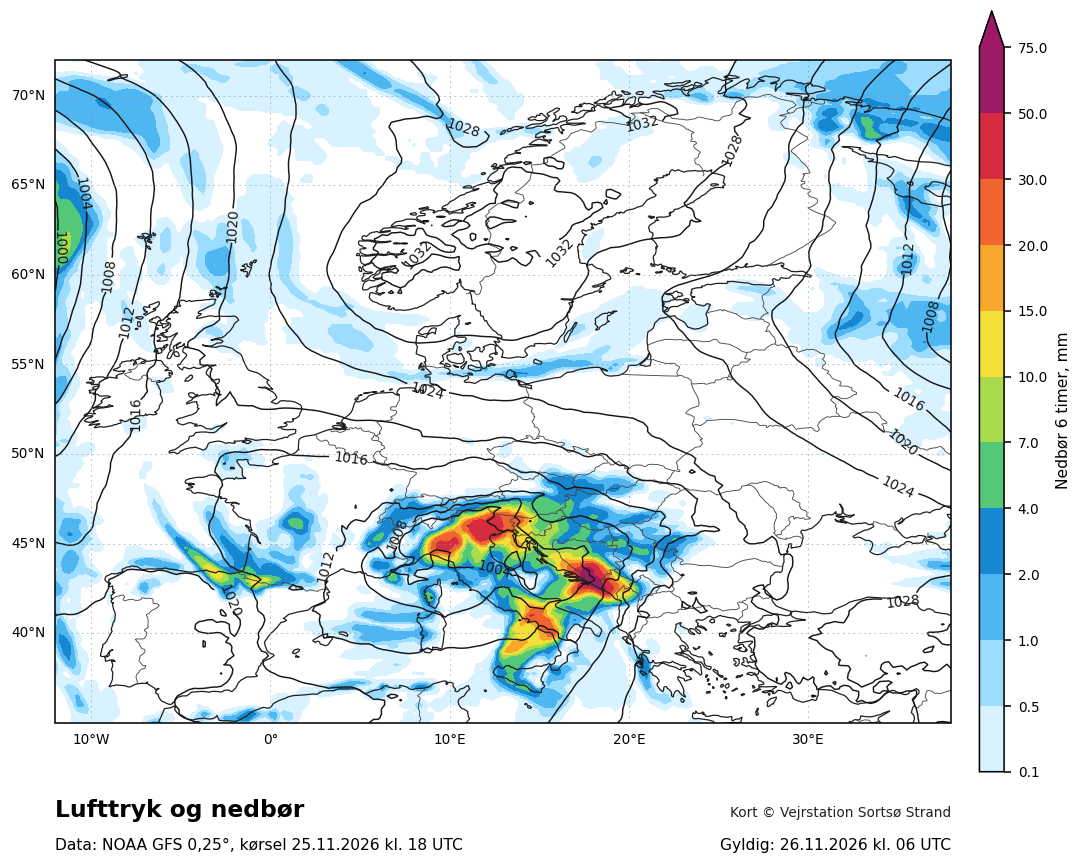 75.0
50.0
30.0
20.0
15.0
10.0
7.0
4.0
2.0
1.0
0.5
0.1
Nedbør 6 timer, mm
70°N
65°N
60°N
55°N
50°N
45°N
40°N
10°W
0°
10°E
20°E
30°E
1028
1032
1028
1004
1020
1000
1032
1032
1008
1012
1012
1008
1016
1024
1016
1020
1016
1024
1008
1004
1012
1020
1028
Lufttryk og nedbør
Kort © Vejrstation Sortsø Strand
Data: NOAA GFS 0,25°, kørsel 25.11.2026 kl. 18 UTC
Gyldig: 26.11.2026 kl. 06 UTC